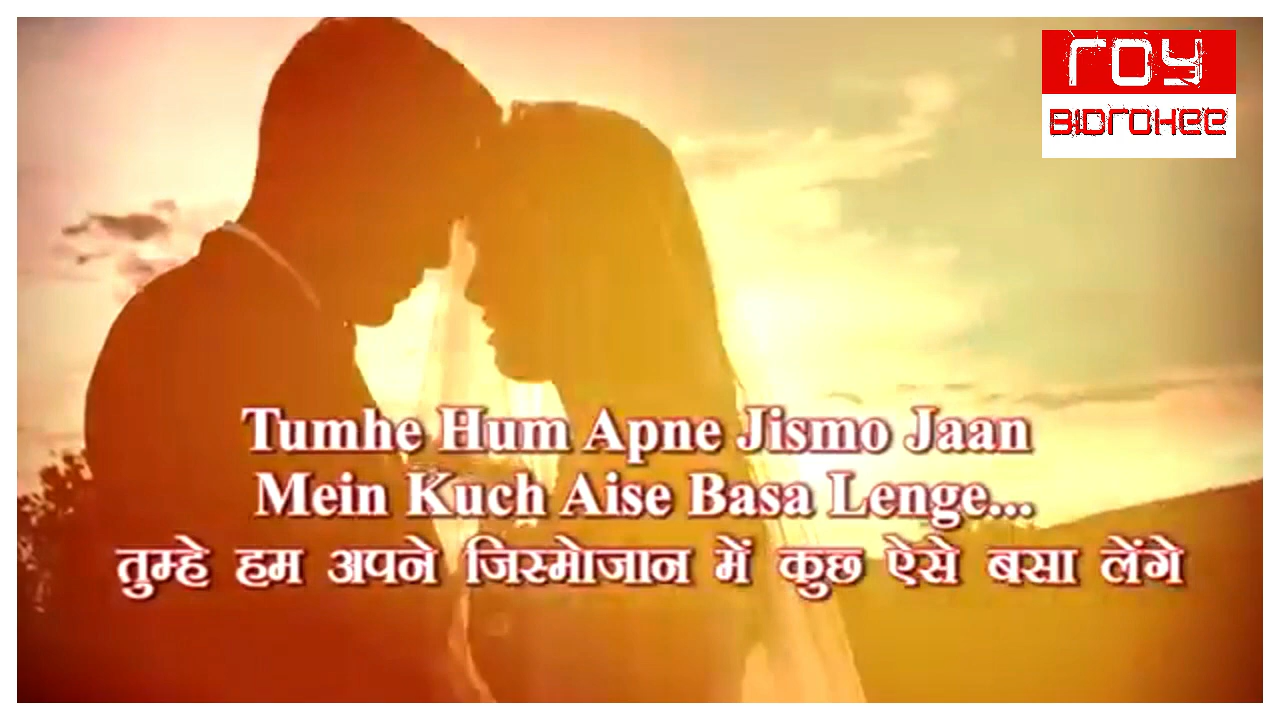 roy
BIDroHee
Tumhe Hum Apne Jismo Jaan
Mein Kuch Aise Basa Lenge...
तुम्हे हम अपने जिस्मोजान में कुछ ऐसे बसा लेंगे